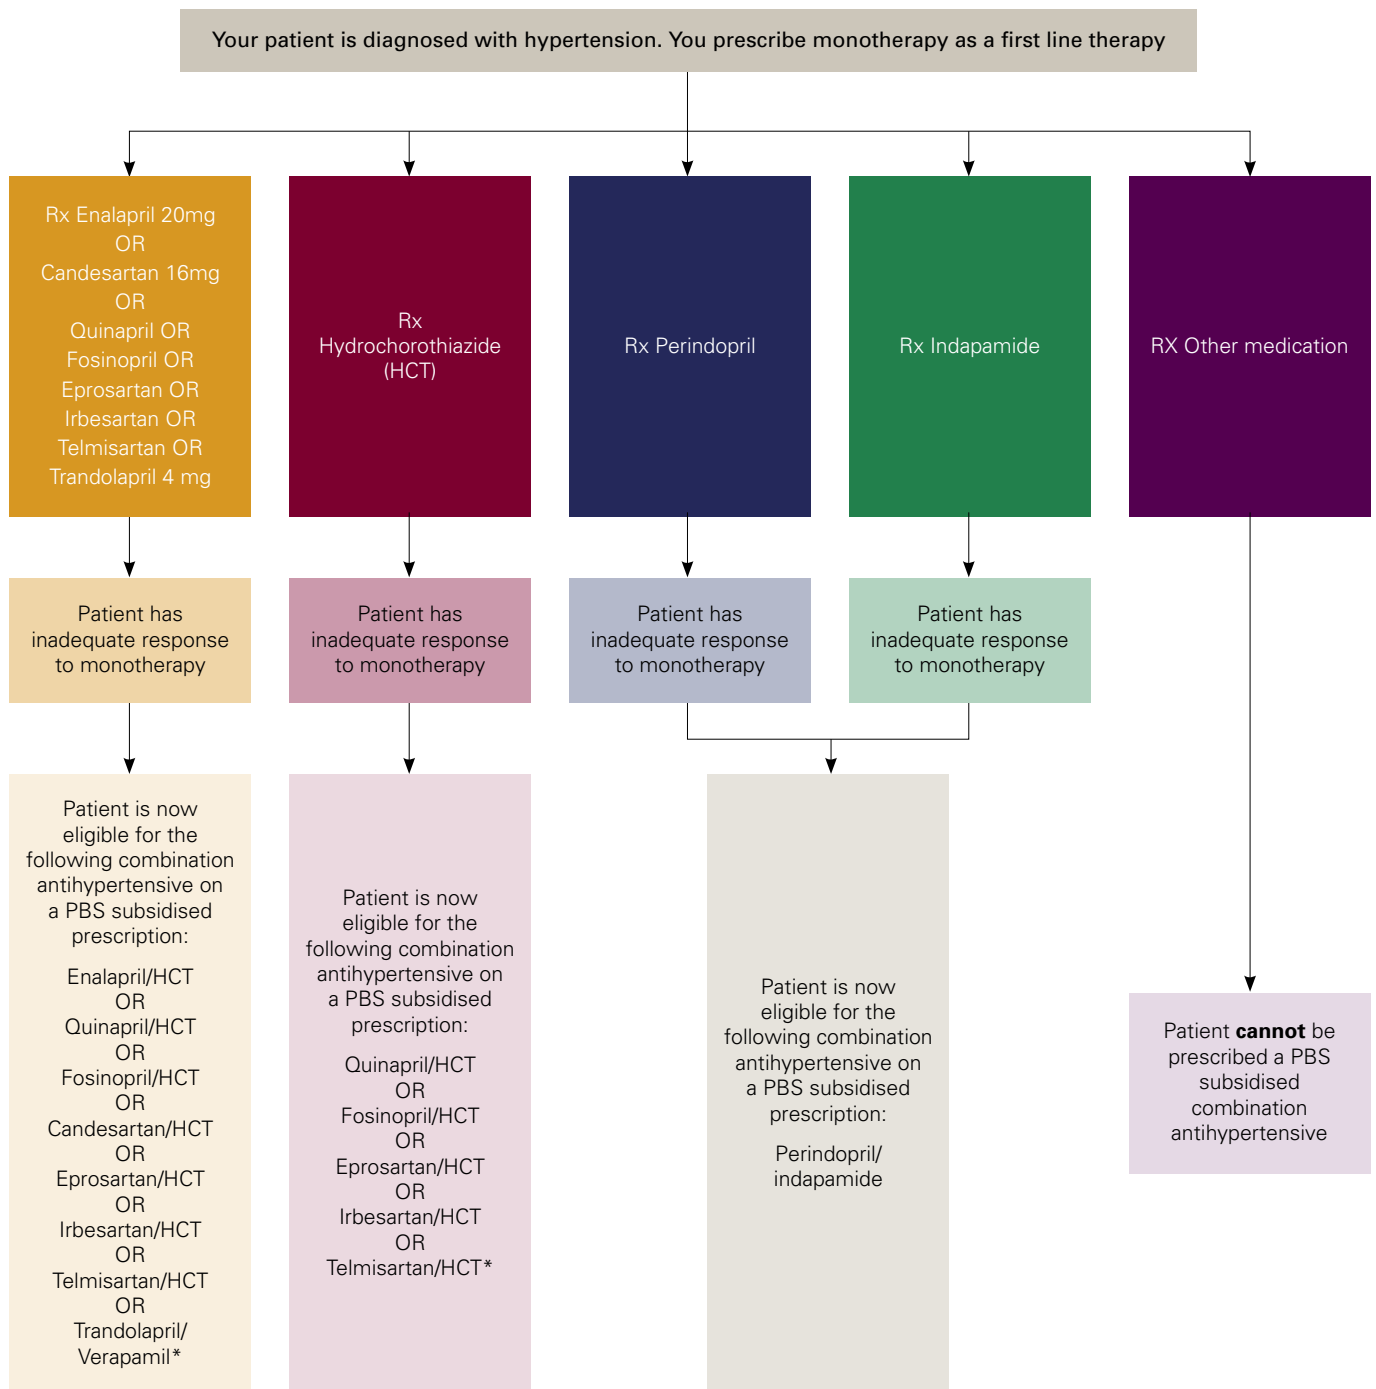 Your patient is diagnosed with hypertension. You prescribe monotherapy as a first line therapy
Rx Enalapril 20mg
OR
Candesartan 16mg
OR
Quinapril OR
Fosinopril OR
Eprosartan OR
Irbesartan OR
Telmisartan OR
Trandolapril 4 mg
Rx
Hydrochorothiazide
(HCT)
Rx Perindopril
Rx Indapamide
RX Other medication
Patient has
inadequate response
to monotherapy
Patient has
inadequate response
to monotherapy
Patient has
inadequate response
to monotherapy
Patient has
inadequate response
to monotherapy
Patient is now
eligible for the
following combination
antihypertensive on
a PBS subsidised
prescription:
Enalapril/HCT
OR
Quinapril/HCT
OR
Fosinopril/HCT
OR
Candesartan/HCT
OR
Eprosartan/HCT
OR
Irbesartan/HCT
OR
Telmisartan/HCT
OR
Trandolapril/
Verapamil*
Patient is now
eligible for the
following combination
antihypertensive on
a PBS subsidised
prescription:
Quinapril/HCT
OR
Fosinopril/HCT
OR
Eprosartan/HCT
OR
Irbesartan/HCT
OR
Telmisartan/HCT*
Patient is now
eligible for the
following combination
antihypertensive on
a PBS subsidised
prescription:
Perindopril/
indapamide
Patient cannot be
prescribed a PBS
subsidised
combination
antihypertensive